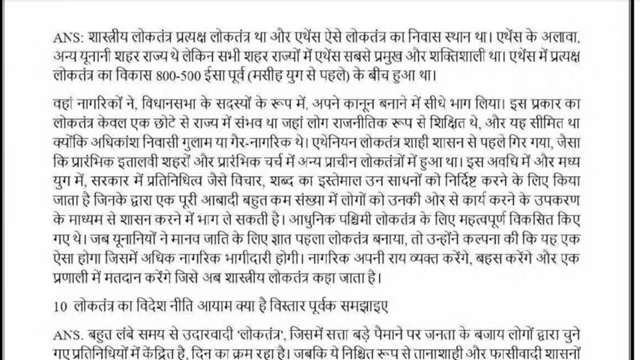 ANS: शास्त्रीय लोकतंत्र प्रत्यक्ष लोकतंत्र था और एथेंस ऐसे लोकतंत्र का निवास स्थान था। एथेंस के अलावा,
अन्य यूनानी शहर राज्य थे लेकिन सभी शहर राज्यों में एथेंस सबसे प्रमुख और शक्तिशाली था। एथेंस में प्रत्यक्ष
लोकतंत्र का विकास 800-500 ईसा पूर्व (मसीह युग से पहले) के बीच हुआ था।
वहां नागरिकों ने, विधानसभा के सदस्यों के रूप में, अपने कानून बनाने में सीधे भाग लिया। इस प्रकार का
लोकतंत्र केवल एक छोटे से राज्य में संभव था जहां लोग राजनीतिक रूप से शिक्षित थे, और यह सीमित था
क्योंकि अधिकांश निवासी गुलाम या गैर-नागरिक थे। एथेनियन लोकतंत्र शाही शासन से पहले गिर गया, जैसा
कि प्रारंभिक इतालवी शहरों और प्रारंभिक चर्च में अन्य प्राचीन लोकतंत्रों में हुआ था। इस अवधि में और मध्य
युग में, सरकार में प्रतिनिधित्व जैसे विचार, शब्द का इस्तेमाल उन साधनों को निर्दिष्ट करने के लिए किया
जाता है जिनके द्वारा एक पूरी आबादी बहुत कम संख्या में लोगों को उनकी ओर से कार्य करने के उपकरण
के माध्यम से शासन करने में भाग ले सकती है। आधुनिक पश्चिमी लोकतंत्र के लिए महत्वपूर्ण विकसित किए
गए थे। जब यूनानियों ने मानव जाति के लिए ज्ञात पहला लोकतंत्र बनाया, तो उन्होंने कल्पना की कि यह एक
ऐसा होगा जिसमें अधिक नागरिक भागीदारी होगी। नागरिक अपनी राय व्यक्त करेंगे, बहस करेंगे और एक
प्रणाली में मतदान करेंगे जिसे अब शास्त्रीय लोकतंत्र कहा जाता है।
10 लोकतंत्र का विदेश नीति आयाम क्या है विस्तार पूर्वक समझाइए
ANS. बहुत लंबे समय से उदारवादी 'लोकतंत्र', जिसमें सत्ता बड़े पैमाने पर जनता के बजाय लोगों द्वारा चुने
गए प्रतिनिधियों में केंद्रित है, दिन का क्रम रहा है। जबकि ये निश्चित रूप से तानाशाही और फासीवादी शासनों